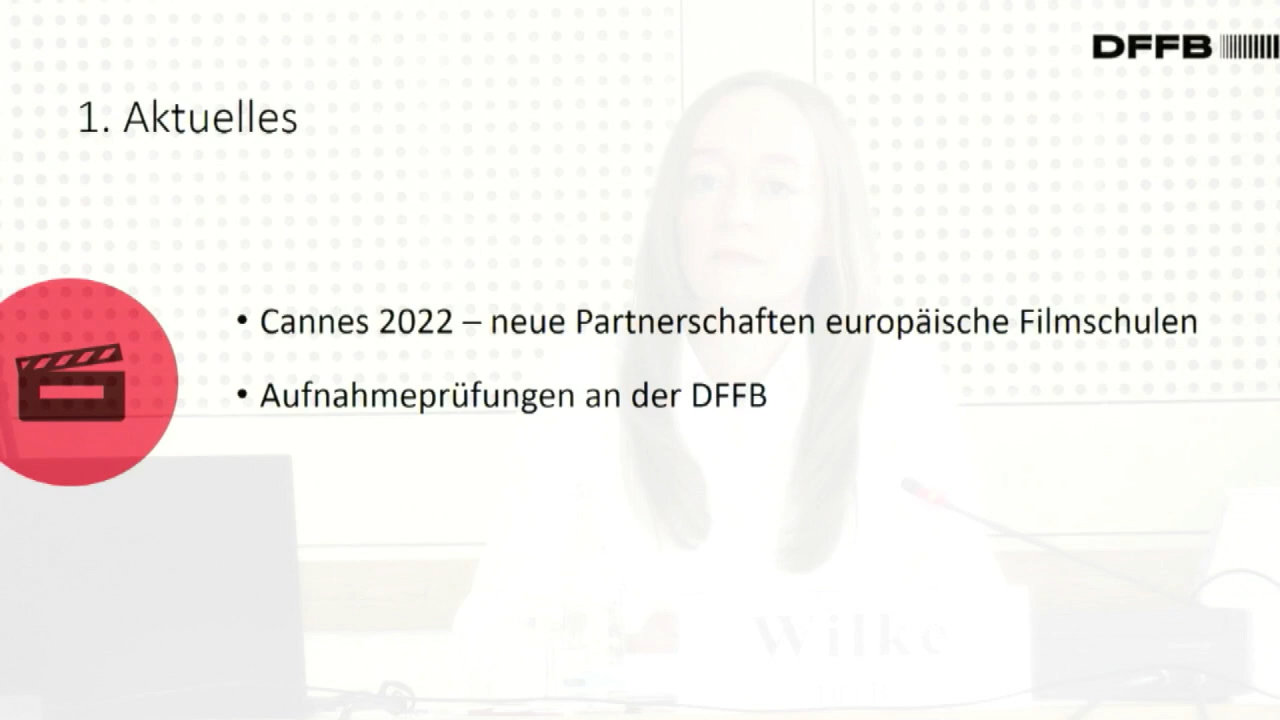 DFFB
1. Aktuelles
• Cannes 2022 – neue Partnerschaften europäische Filmschulen
• Aufnahmeprüfungen an der DFFB
Wilke